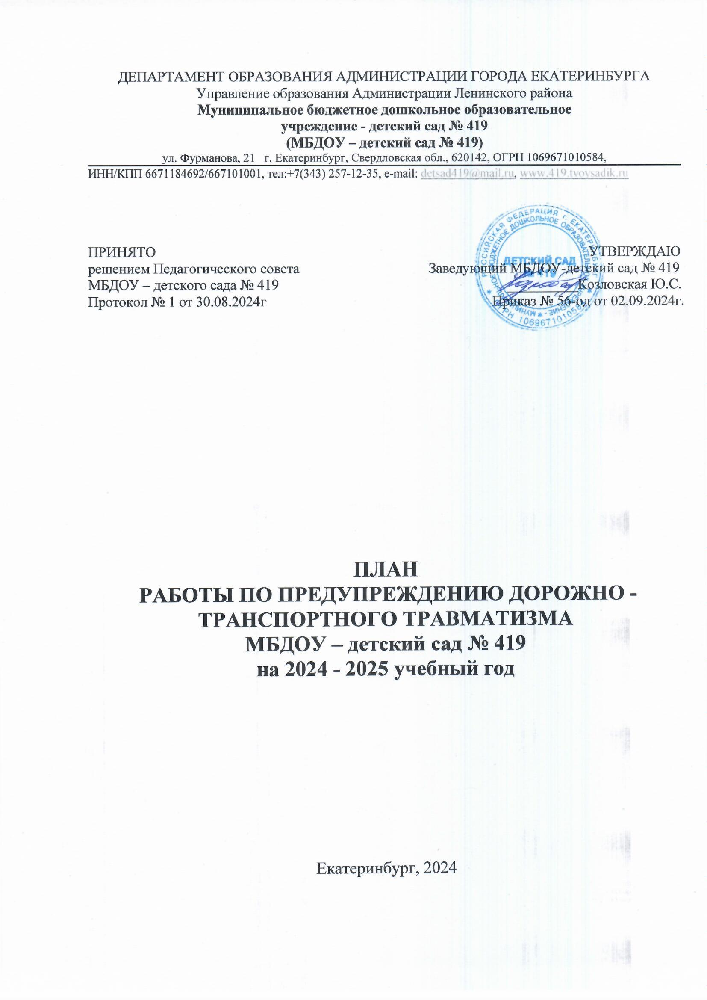 ДЕПАРТАМЕНТ ОБРАЗОВАНИЯ АДМИНИСТРАЦИИ ГОРОДА ЕКАТЕРИНБУРГА
Управление образования Администрации Ленинского района
Муниципальное бюджетное дошкольное образовательное
учреждение - детский сад № 419
(МБДОУ – детский сад № 419)
ул. Фурманова, 21 г. Екатеринбург, Свердловская обл., 620142, ОГРН 1069671010584,
ИНН/КПП 6671184692/667101001, тел:+7(343) 257-12-35, e-mail: detsad419@mail.ru, www.419.tvoysadik.ru
ПРИНЯТО
решением Педагогического совета
МБДОУ – детского сада № 419
Протокол № 1 от 30.08.2024г
УТВЕРЖДАЮ
Заведующий МБДОУ-детский сад № 419
Козловская Ю.С.
Приказ № 56-од от 02.09.2024г.
РОССИЙСКАЯ ФЕДЕРАЦИЯ г. ЕКАТЕРИНБУРГ
ОГРН 1069671010584
МУНИЦИПАЛЬНОЕ БЮДЖЕТНОЕ ДОШКОЛЬНОЕ ОБРАЗОВАТЕЛЬНОЕ УЧРЕЖДЕНИЕ -
ДЕТСКИЙ САД
№ 419
ПЛАН
РАБОТЫ ПО ПРЕДУПРЕЖДЕНИЮ ДОРОЖНО -
ТРАНСПОРТНОГО ТРАВМАТИЗМА
МБДОУ – детский сад № 419
на 2024 - 2025 учебный год
Екатеринбург, 2024